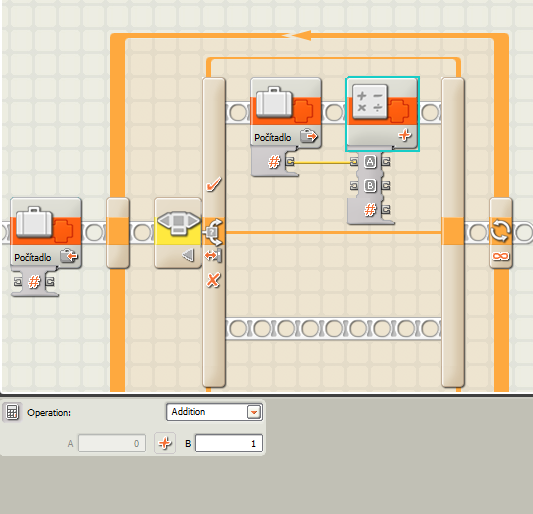 Počítadlo
#
A
B
#
Počítadlo
#
Operation:
Addition
A
0
B
1